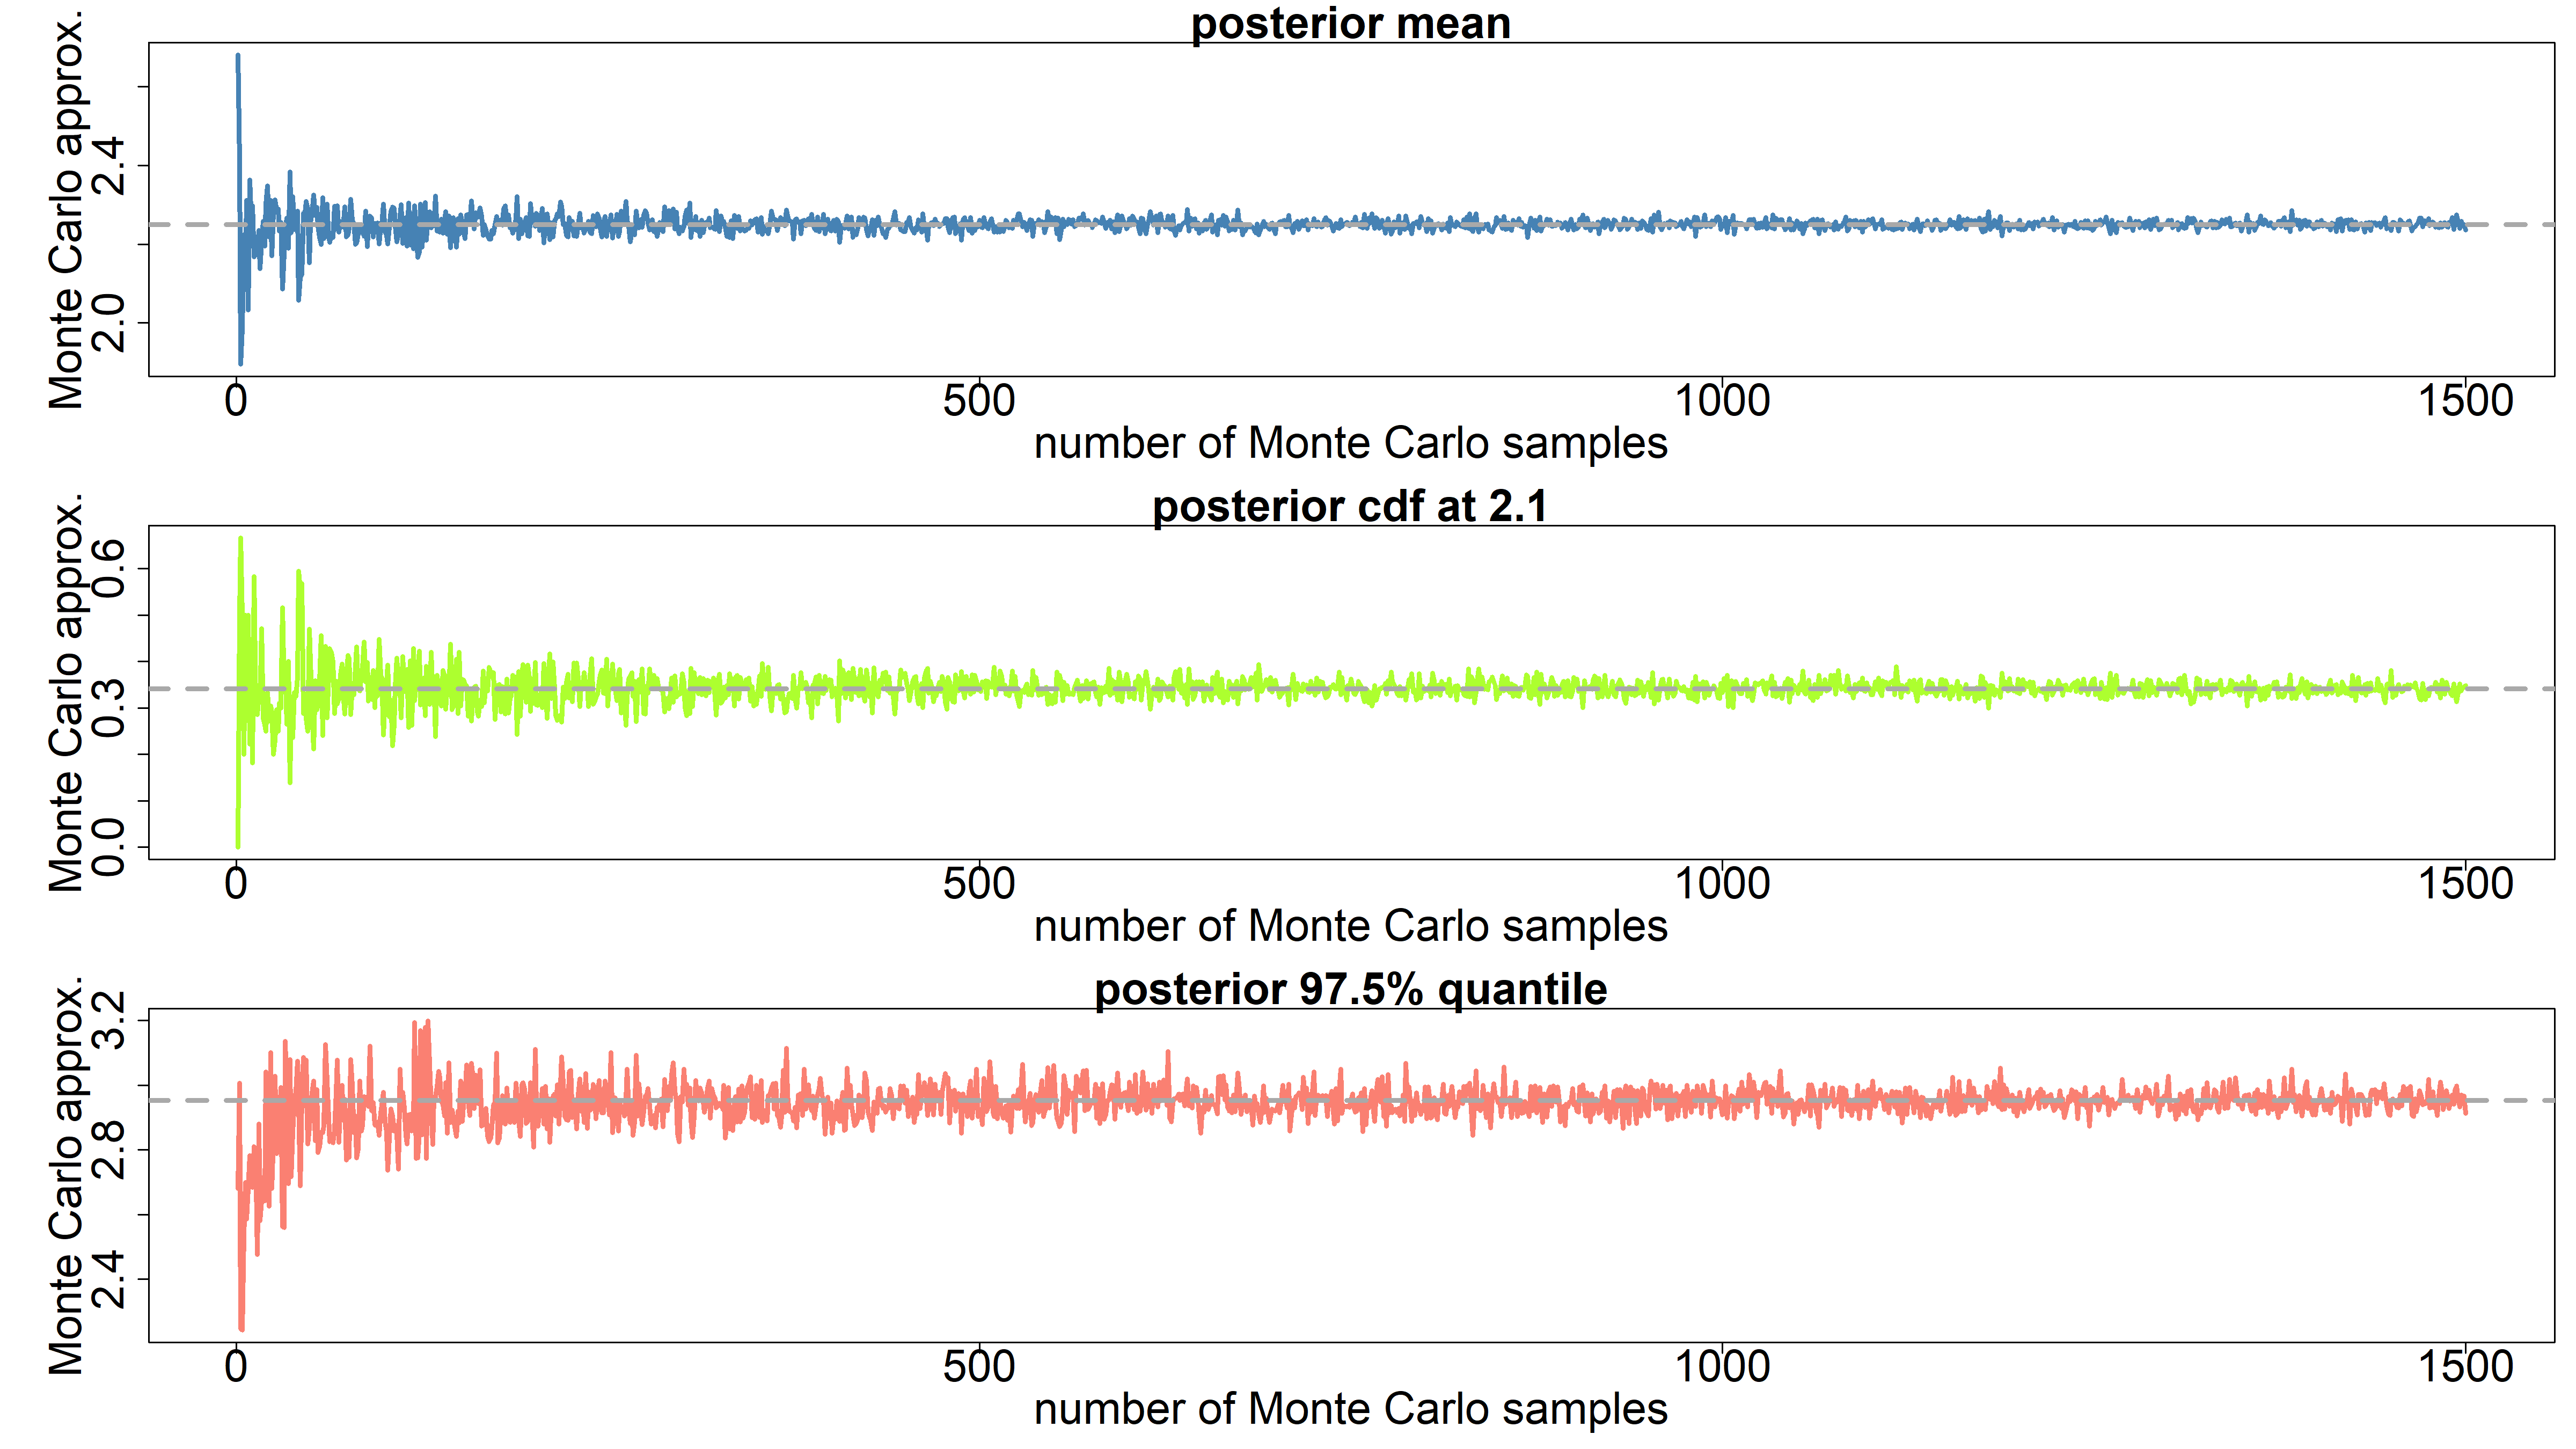 posterior mean
Monte Carlo approx.
2.4
2.0
0 500 1000 1500
number of Monte Carlo samples
posterior cdf at 2.1
Monte Carlo approx.
0.6
0.3
0.0
0 500 1000 1500
number of Monte Carlo samples
posterior 97.5% quantile
Monte Carlo approx.
3.2
2.8
2.4
0 500 1000 1500
number of Monte Carlo samples